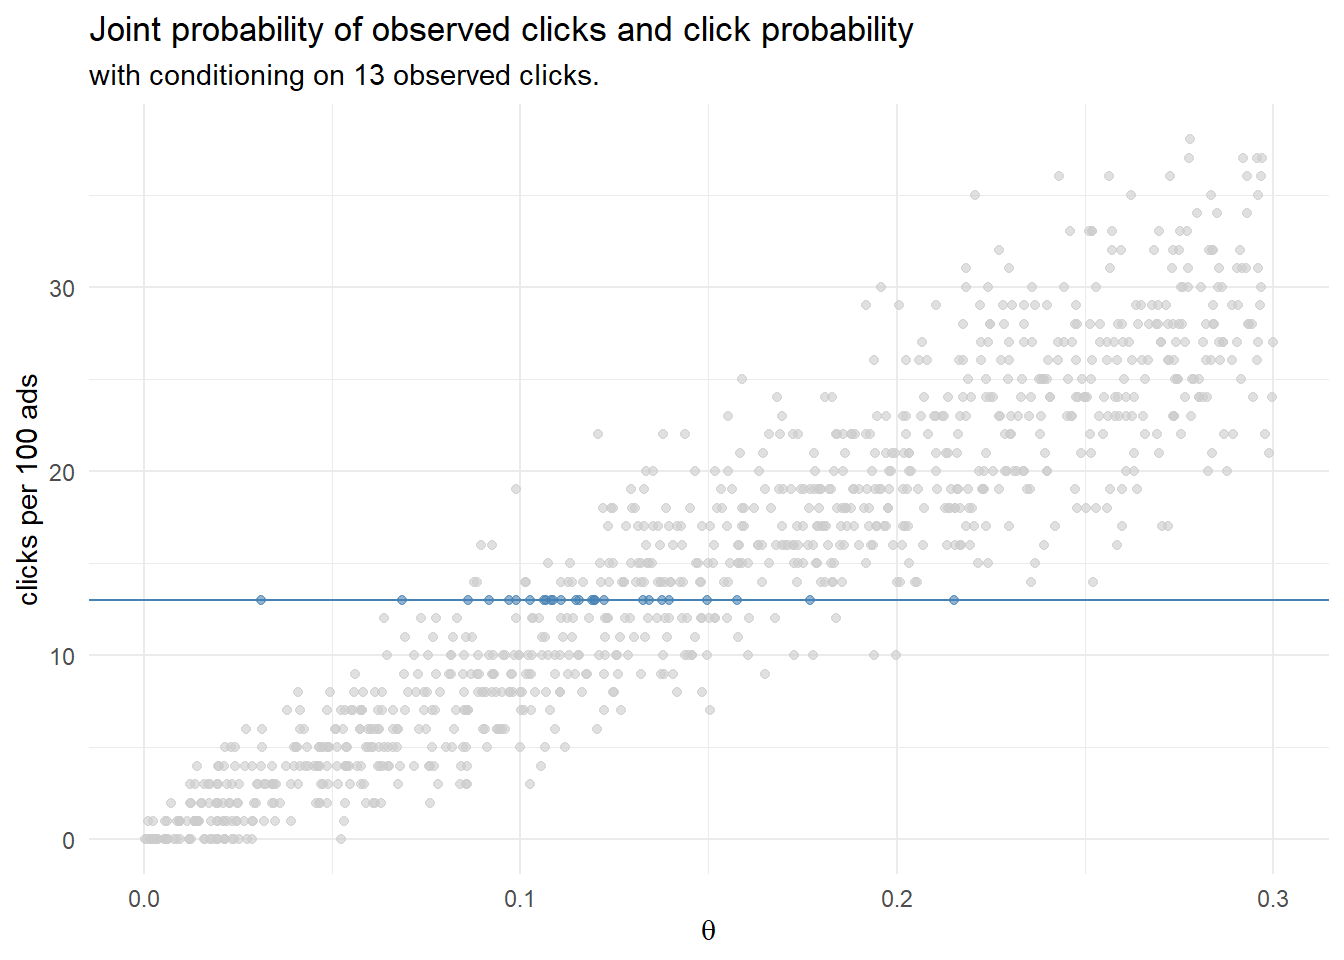 Joint probability of observed clicks and click probability
with conditioning on 13 observed clicks.
clicks per 100 ads
30
20
10
0
0.0
0.1
0.2
0.3
θ